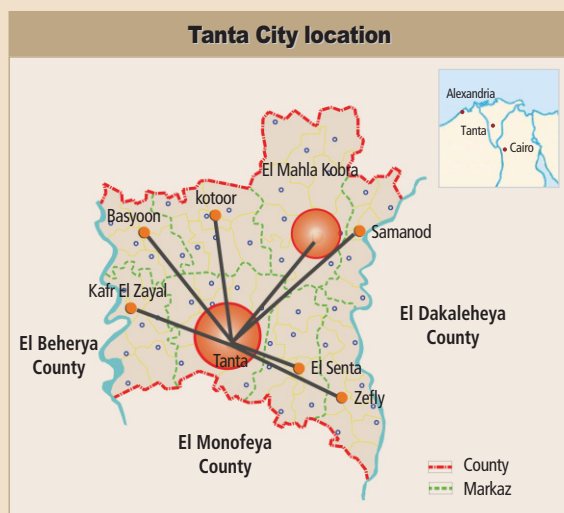 Tanta City location
Alexandria
Tanta
Cairo
El Mahla Kobra
kotoor
Basyoon
Samanod
Kafr El Zayal
El Dakaleheya
County
El Beherya
County
Tanta
El Senta
Zefly
El Monofeya
County
County
Markaz